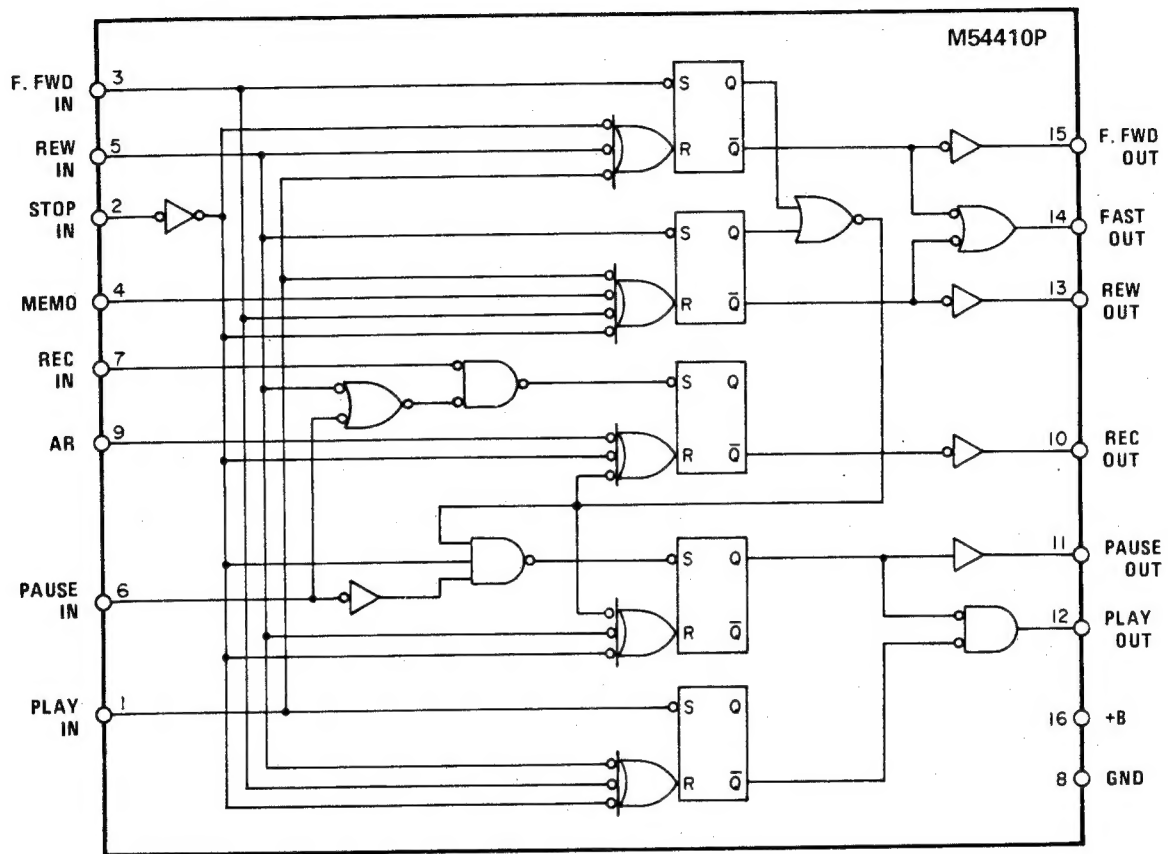 M54410P
F. FWD
IN
3
REW
IN
5
STOP
IN
2
MEMO
4
REC
IN
7
AR
9
PAUSE
IN
6
PLAY
IN
1
S Q
R Q̅
S Q
R Q̅
S Q
R Q̅
S Q
R Q̅
S Q
R Q̅
15 F. FWD
OUT
14 FAST
OUT
13 REW
OUT
10 REC
OUT
11 PAUSE
OUT
12 PLAY
OUT
16 +B
8 GND